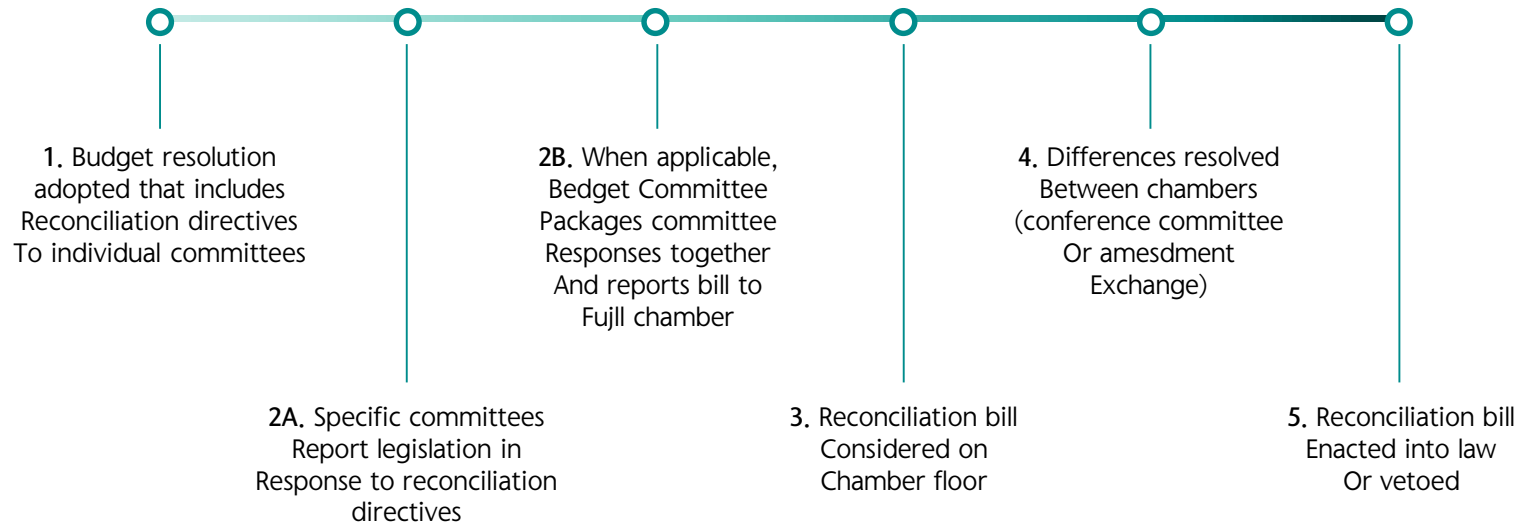 1. Budget resolution
adopted that includes
Reconciliation directives
To individual committees
2A. Specific committees
Report legislation in
Response to reconciliation
directives
2B. When applicable,
Bedget Committee
Packages committee
Responses together
And reports bill to
Fujll chamber
3. Reconciliation bill
Considered on
Chamber floor
4. Differences resolved
Between chambers
(conference committee
Or amesdment
Exchange)
5. Reconciliation bill
Enacted into law
Or vetoed